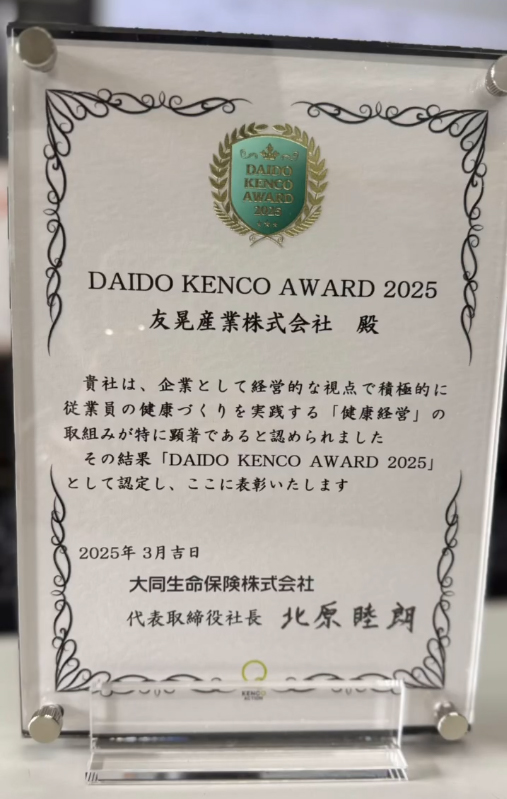 DAIDO
KENCO
AWARD
2025
DAIDO KENCO AWARD 2025
友晃産業株式会社 殿
貴社は、企業として経営的な視点で積極的に
従業員の健康づくりを実践する「健康経営」の
取組みが特に顕著であると認められました
その結果「DAIDO KENCO AWARD 2025」
として認定し、ここに表彰いたします
2025年 3月吉日
大同生命保険株式会社
代表取締役社長 北原睦朗
KENCO
ACTION